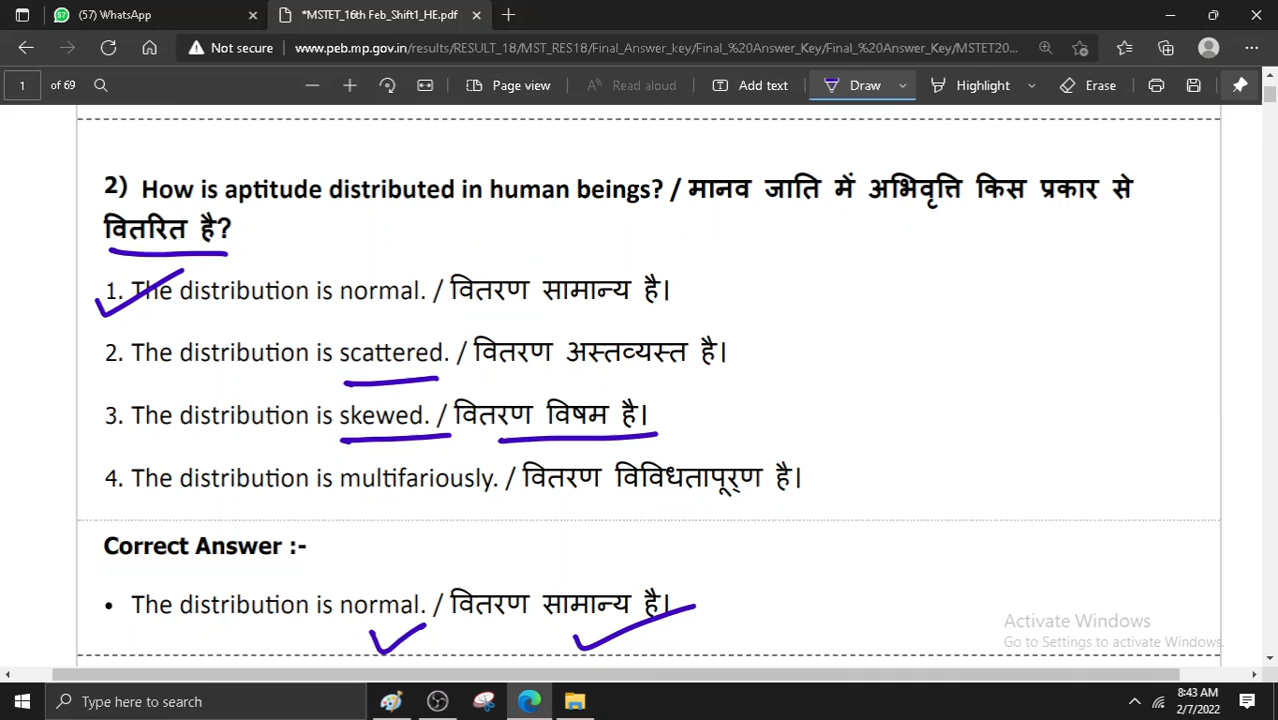 (57) WhatsApp
*MSTET_16th Feb_Shift1_HE.pdf
Not secure
www.peb.mp.gov.in/results/RESULT_18/MST_RES18/Final_Answer_key/Final_%20Answer_Key/Final_%20Answer_Key/MSTET20...
1 of 69
Page view
Read aloud
Add text
Draw
Highlight
Erase
2) How is aptitude distributed in human beings? / मानव जाति में अभिवृत्ति किस प्रकार से
वितरित है?
1. The distribution is normal. / वितरण सामान्य है।
2. The distribution is scattered. / वितरण अस्तव्यस्त है।
3. The distribution is skewed. / वितरण विषम है।
4. The distribution is multifariously. / वितरण विविधतापूर्ण है।
Correct Answer :-
• The distribution is normal. / वितरण सामान्य है।
Activate Windows
Go to Settings to activate Windows.
Type here to search
8:43 AM
2/7/2022